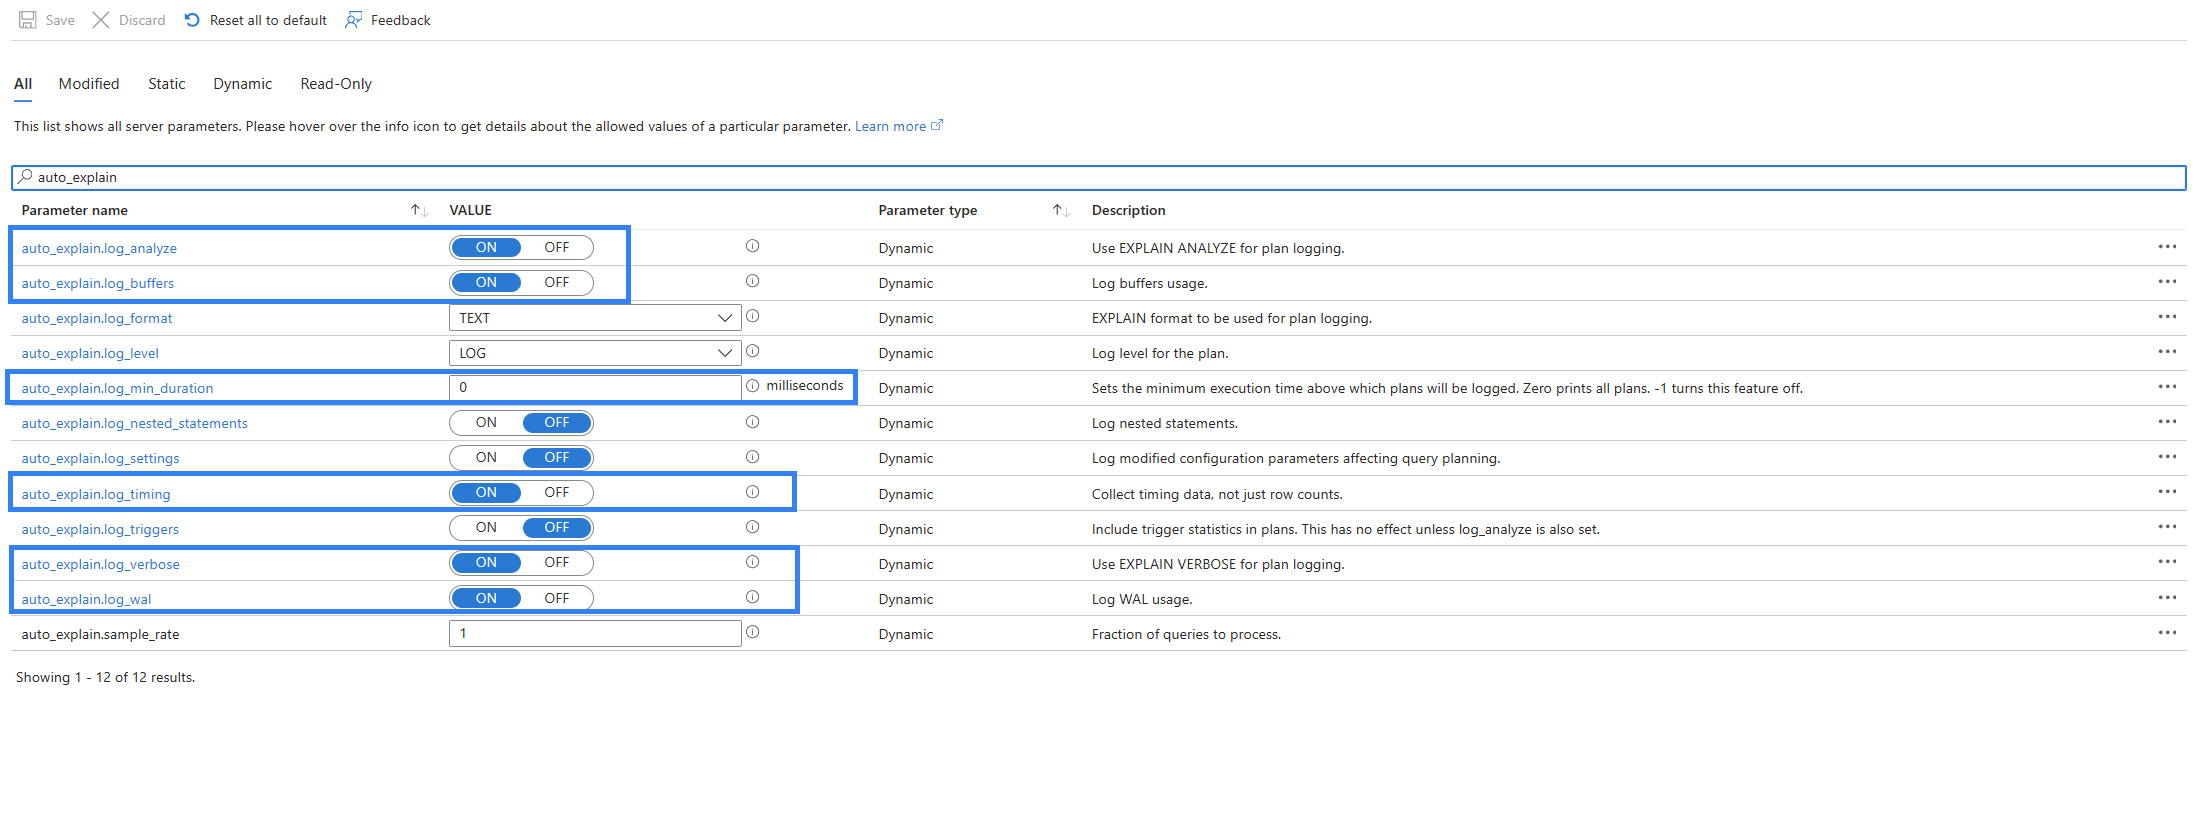 Save Discard Reset all to default Feedback
All Modified Static Dynamic Read-Only
This list shows all server parameters. Please hover over the info icon to get details about the allowed values of a particular parameter. Learn more
auto_explain
Parameter name VALUE Parameter type Description
auto_explain.log_analyze ON OFF Dynamic Use EXPLAIN ANALYZE for plan logging.
auto_explain.log_buffers ON OFF Dynamic Log buffers usage.
auto_explain.log_format TEXT Dynamic EXPLAIN format to be used for plan logging.
auto_explain.log_level LOG Dynamic Log level for the plan.
auto_explain.log_min_duration 0 milliseconds Dynamic Sets the minimum execution time above which plans will be logged. Zero prints all plans. -1 turns this feature off.
auto_explain.log_nested_statements ON OFF Dynamic Log nested statements.
auto_explain.log_settings ON OFF Dynamic Log modified configuration parameters affecting query planning.
auto_explain.log_timing ON OFF Dynamic Collect timing data, not just row counts.
auto_explain.log_triggers ON OFF Dynamic Include trigger statistics in plans. This has no effect unless log_analyze is also set.
auto_explain.log_verbose ON OFF Dynamic Use EXPLAIN VERBOSE for plan logging.
auto_explain.log_wal ON OFF Dynamic Log WAL usage.
auto_explain.sample_rate 1 Dynamic Fraction of queries to process.
Showing 1 - 12 of 12 results.